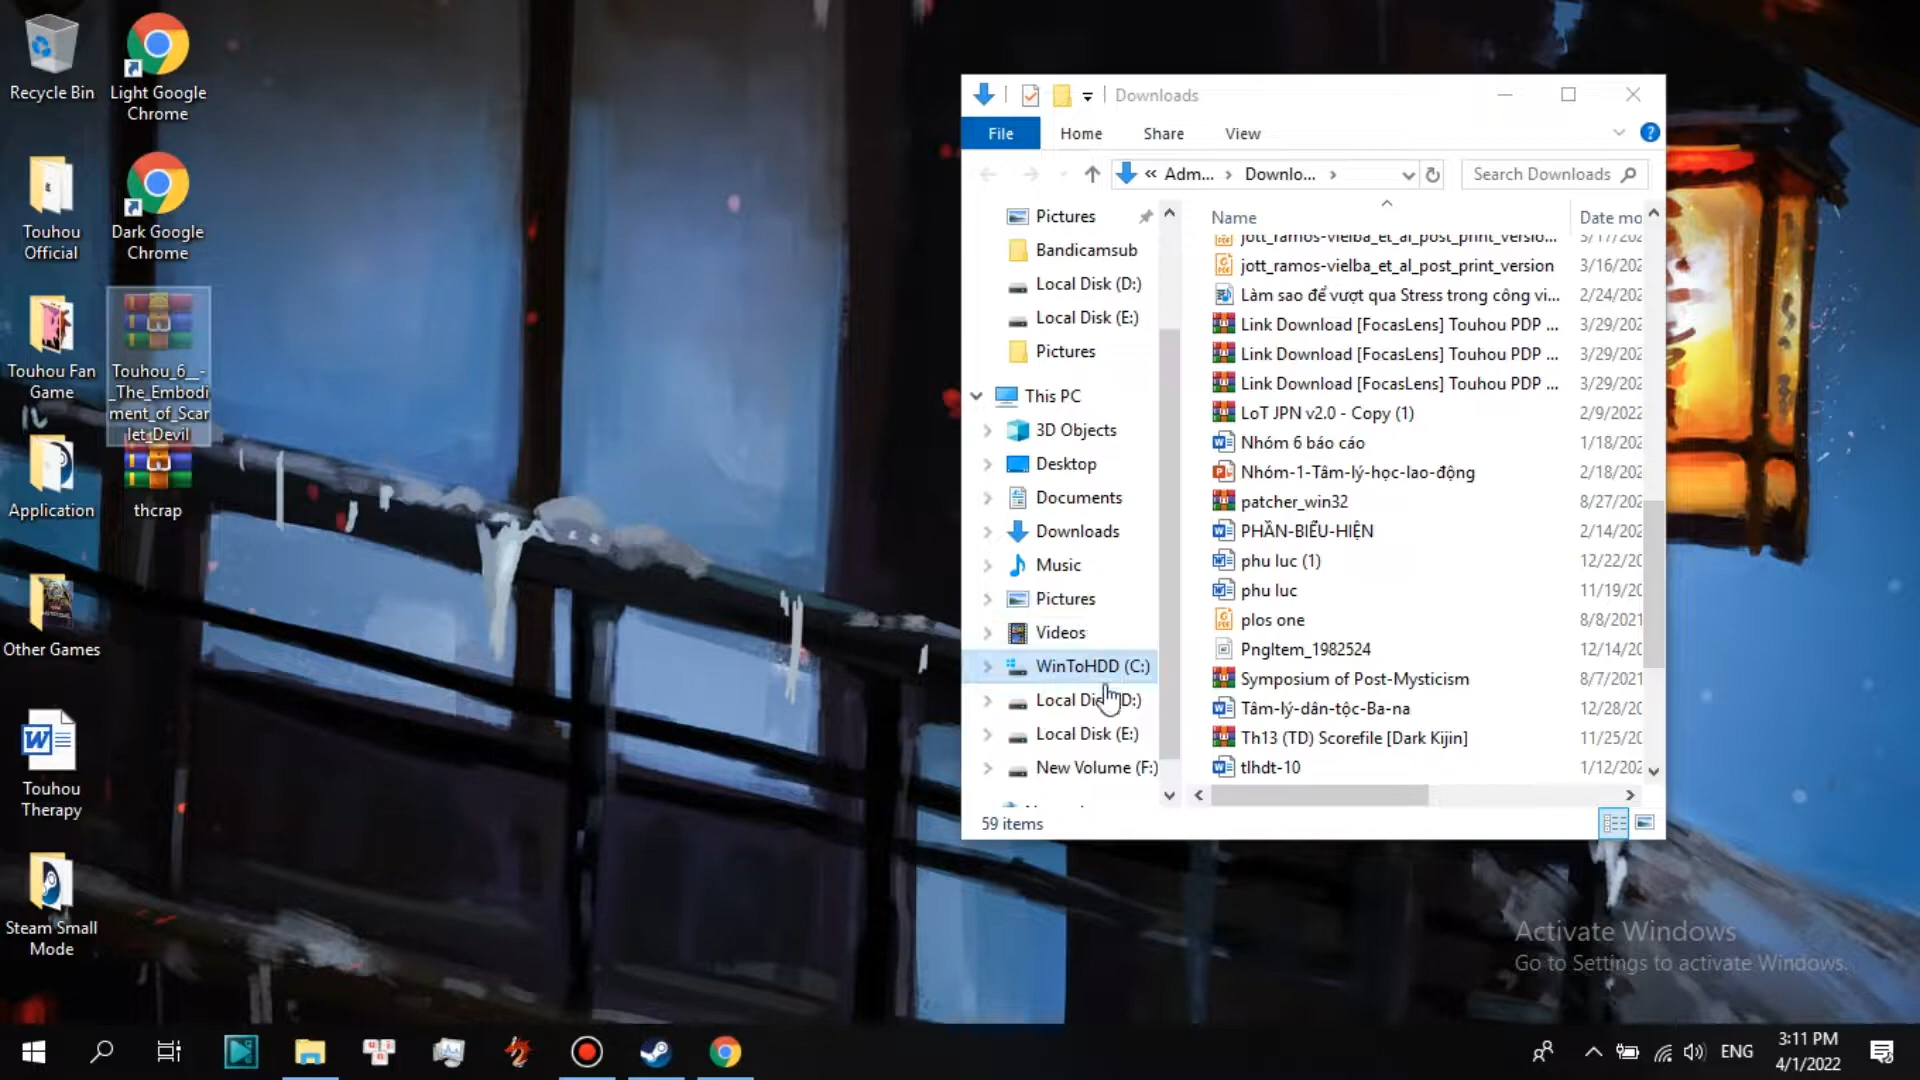 Recycle Bin
Light Google
Chrome
Touhou
Official
Dark Google
Chrome
Touhou Fan
Game
Touhou_6__-
_The_Embodi
ment_of_Scar
let_Devil
Application
thcrap
Other Games
Touhou
Therapy
Steam Small
Mode
Downloads
File Home Share View
« Adm... › Downlo... ›
Search Downloads
Pictures
Bandicamsub
Local Disk (D:)
Local Disk (E:)
Pictures
This PC
3D Objects
Desktop
Documents
Downloads
Music
Pictures
Videos
WinToHDD (C:)
Local Disk (D:)
Local Disk (E:)
New Volume (F:)
Name Date mo
jott_ramos-vielba_et_al_post_print_versio... 3/17/202
jott_ramos-vielba_et_al_post_print_version 3/16/202
Làm sao để vượt qua Stress trong công vi... 2/24/202
Link Download [FocasLens] Touhou PDP ... 3/29/202
Link Download [FocasLens] Touhou PDP ... 3/29/202
Link Download [FocasLens] Touhou PDP ... 3/29/202
LoT JPN v2.0 - Copy (1) 2/9/2022
Nhóm 6 báo cáo 1/18/202
Nhóm-1-Tâm-lý-học-lao-động 2/18/202
patcher_win32 8/27/202
PHẦN-BIỂU-HIỆN 2/14/202
phu luc (1) 12/22/20
phu luc 11/19/20
plos one 8/8/2021
PngItem_1982524 12/14/20
Symposium of Post-Mysticism 8/7/2021
Tâm-lý-dân-tộc-Ba-na 12/28/20
Th13 (TD) Scorefile [Dark Kijin] 11/25/20
tlhdt-10 1/12/202
59 items
Activate Windows
Go to Settings to activate Windows.
ENG
3:11 PM
4/1/2022